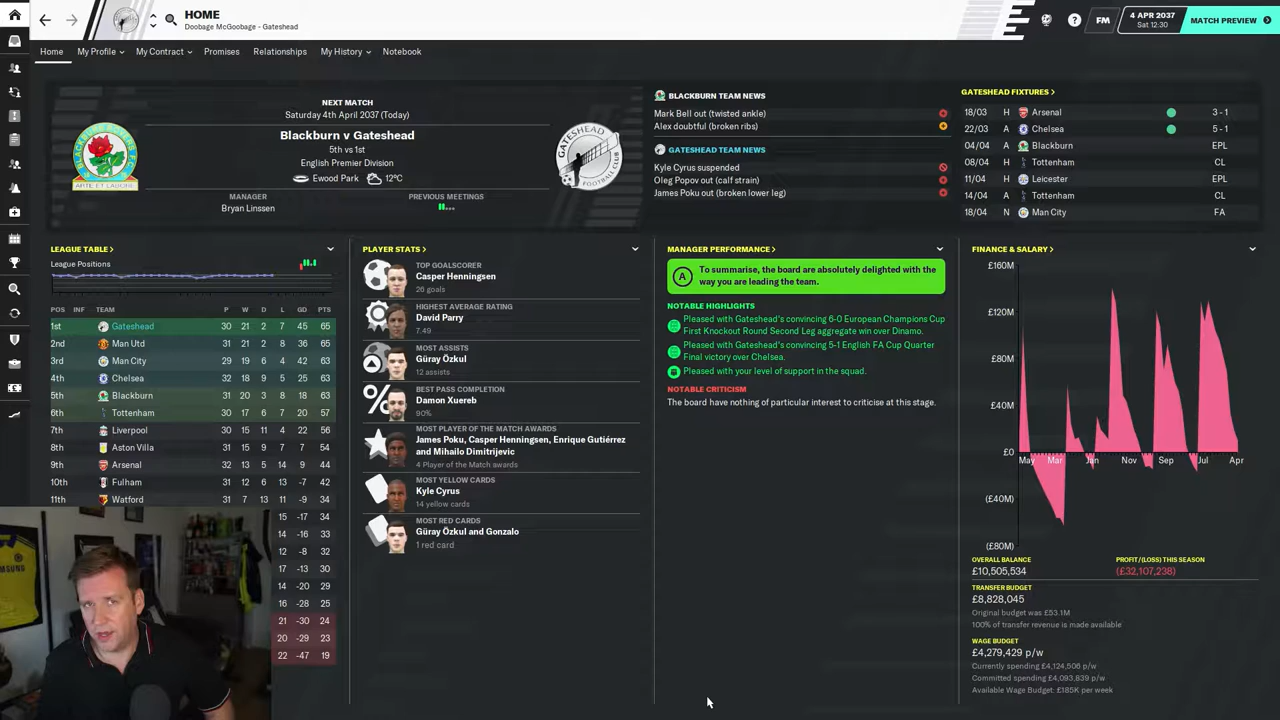 HOME
Doobage McGoobage - Gateshead
FM
4 APR 2037
Sat 12:30
MATCH PREVIEW
Home
My Profile
My Contract
Promises
Relationships
My History
Notebook
NEXT MATCH
Saturday 4th April 2037 (Today)
Blackburn v Gateshead
5th vs 1st
English Premier Division
Ewood Park
12°C
MANAGER
Bryan Linssen
PREVIOUS MEETINGS
GATESHEAD
FOOTBALL CLUB
ARTE ET LABORE
BLACKBURN TEAM NEWS
Mark Bell out (twisted ankle)
Alex doubtful (broken ribs)
GATESHEAD TEAM NEWS
Kyle Cyrus suspended
Oleg Popov out (calf strain)
James Poku out (broken lower leg)
GATESHEAD FIXTURES >
18/03 H Arsenal 3 - 1
22/03 A Chelsea 5 - 1
04/04 A Blackburn EPL
08/04 H Tottenham CL
11/04 H Leicester EPL
14/04 A Tottenham CL
18/04 N Man City FA
LEAGUE TABLE >
League Positions
POS INF TEAM P W D L GD PTS
1st Gateshead 30 21 2 7 45 65
2nd Man Utd 31 21 2 8 36 65
3rd Man City 29 19 6 4 42 63
4th Chelsea 32 18 9 5 25 63
5th Blackburn 31 20 3 8 18 63
6th Tottenham 30 17 6 7 20 57
7th Liverpool 30 15 11 4 22 56
8th Aston Villa 31 15 9 7 7 54
9th Arsenal 32 13 5 14 9 44
10th Fulham 31 12 6 13 -7 42
11th Watford 31 7 13 11 -9 34
15 -17 34
14 -16 33
12 -8 32
17 -13 30
14 -20 29
16 -28 25
21 -30 24
20 -29 23
22 -47 19
SAMSUNG
PLAYER STATS >
TOP GOALSCORER
Casper Henningsen
26 goals
HIGHEST AVERAGE RATING
David Parry
7.49
MOST ASSISTS
Güray Özkul
12 assists
BEST PASS COMPLETION
Damon Xuereb
90%
MOST PLAYER OF THE MATCH AWARDS
James Poku, Casper Henningsen, Enrique Gutiérrez
and Mihailo Dimitrijevic
4 Player of the Match awards
MOST YELLOW CARDS
Kyle Cyrus
14 yellow cards
MOST RED CARDS
Güray Özkul and Gonzalo
1 red card
MANAGER PERFORMANCE >
A
To summarise, the board are absolutely delighted with the
way you are leading the team.
NOTABLE HIGHLIGHTS
Pleased with Gateshead's convincing 6-0 European Champions Cup
First Knockout Round Second Leg aggregate win over Dinamo.
Pleased with Gateshead's convincing 5-1 English FA Cup Quarter
Final victory over Chelsea.
Pleased with your level of support in the squad.
NOTABLE CRITICISM
The board have nothing of particular interest to criticise at this stage.
FINANCE & SALARY >
£160M
£120M
£80M
£40M
£0
(£40M)
(£80M)
May Mar Jan Nov Sep Jul Apr
OVERALL BALANCE
£10,505,534
PROFIT/(LOSS) THIS SEASON
(£32,107,238)
TRANSFER BUDGET
£8,828,045
Original budget was £53.1M
100% of transfer revenue is made available
WAGE BUDGET
£4,279,429 p/w
Currently spending £4,124,506 p/w
Committed spending £4,093,839 p/w
Available Wage Budget: £185K per week